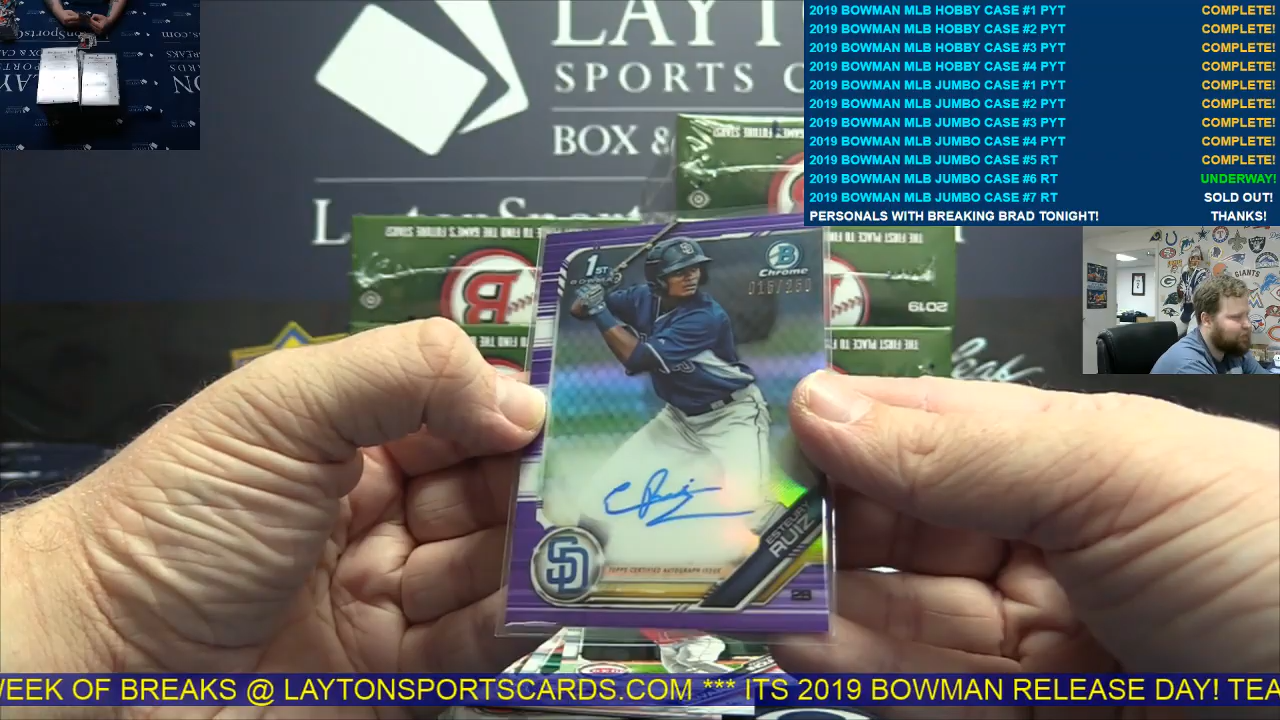 LAYT
SPORTS C
BOX &
LaytonSport
2019 BOWMAN MLB HOBBY CASE #1 PYT COMPLETE!
2019 BOWMAN MLB HOBBY CASE #2 PYT COMPLETE!
2019 BOWMAN MLB HOBBY CASE #3 PYT COMPLETE!
2019 BOWMAN MLB HOBBY CASE #4 PYT COMPLETE!
2019 BOWMAN MLB JUMBO CASE #1 PYT COMPLETE!
2019 BOWMAN MLB JUMBO CASE #2 PYT COMPLETE!
2019 BOWMAN MLB JUMBO CASE #3 PYT COMPLETE!
2019 BOWMAN MLB JUMBO CASE #4 PYT COMPLETE!
2019 BOWMAN MLB JUMBO CASE #5 RT COMPLETE!
2019 BOWMAN MLB JUMBO CASE #6 RT UNDERWAY!
2019 BOWMAN MLB JUMBO CASE #7 RT SOLD OUT!
PERSONALS WITH BREAKING BRAD TONIGHT! THANKS!
GIANTS
2019
1ST
BOWMAN
B
Chrome
SD
ESTEURY
RUIZ
TOPPS CERTIFIED AUTOGRAPH ISSUE
WEEK OF BREAKS @ LAYTONSPORTSCARDS.COM *** ITS 2019 BOWMAN RELEASE DAY! TEA